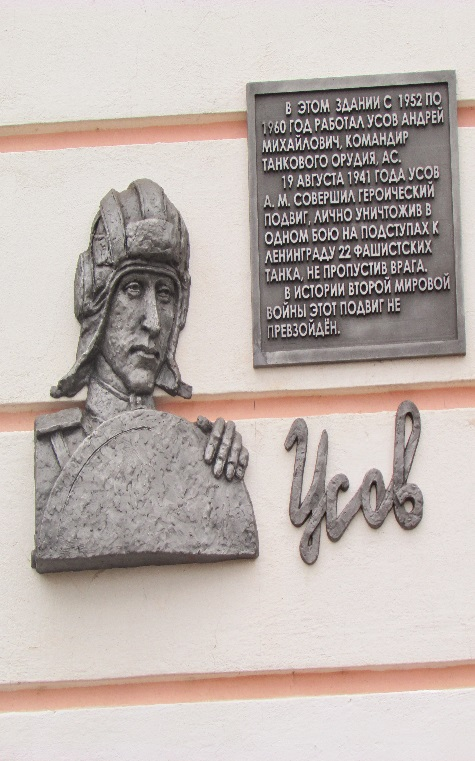 В ЭТОМ ЗДАНИИ С 1952 ПО
1960 ГОД РАБОТАЛ УСОВ АНДРЕЙ
МИХАЙЛОВИЧ, КОМАНДИР
ТАНКОВОГО ОРУДИЯ, АС.
19 АВГУСТА 1941 ГОДА УСОВ
А. М. СОВЕРШИЛ ГЕРОИЧЕСКИЙ
ПОДВИГ, ЛИЧНО УНИЧТОЖИВ В
ОДНОМ БОЮ НА ПОДСТУПАХ К
ЛЕНИНГРАДУ 22 ФАШИСТСКИХ
ТАНКА, НЕ ПРОПУСТИВ ВРАГА.
В ИСТОРИИ ВТОРОЙ МИРОВОЙ
ВОЙНЫ ЭТОТ ПОДВИГ НЕ
ПРЕВЗОЙДЁН.
Усов